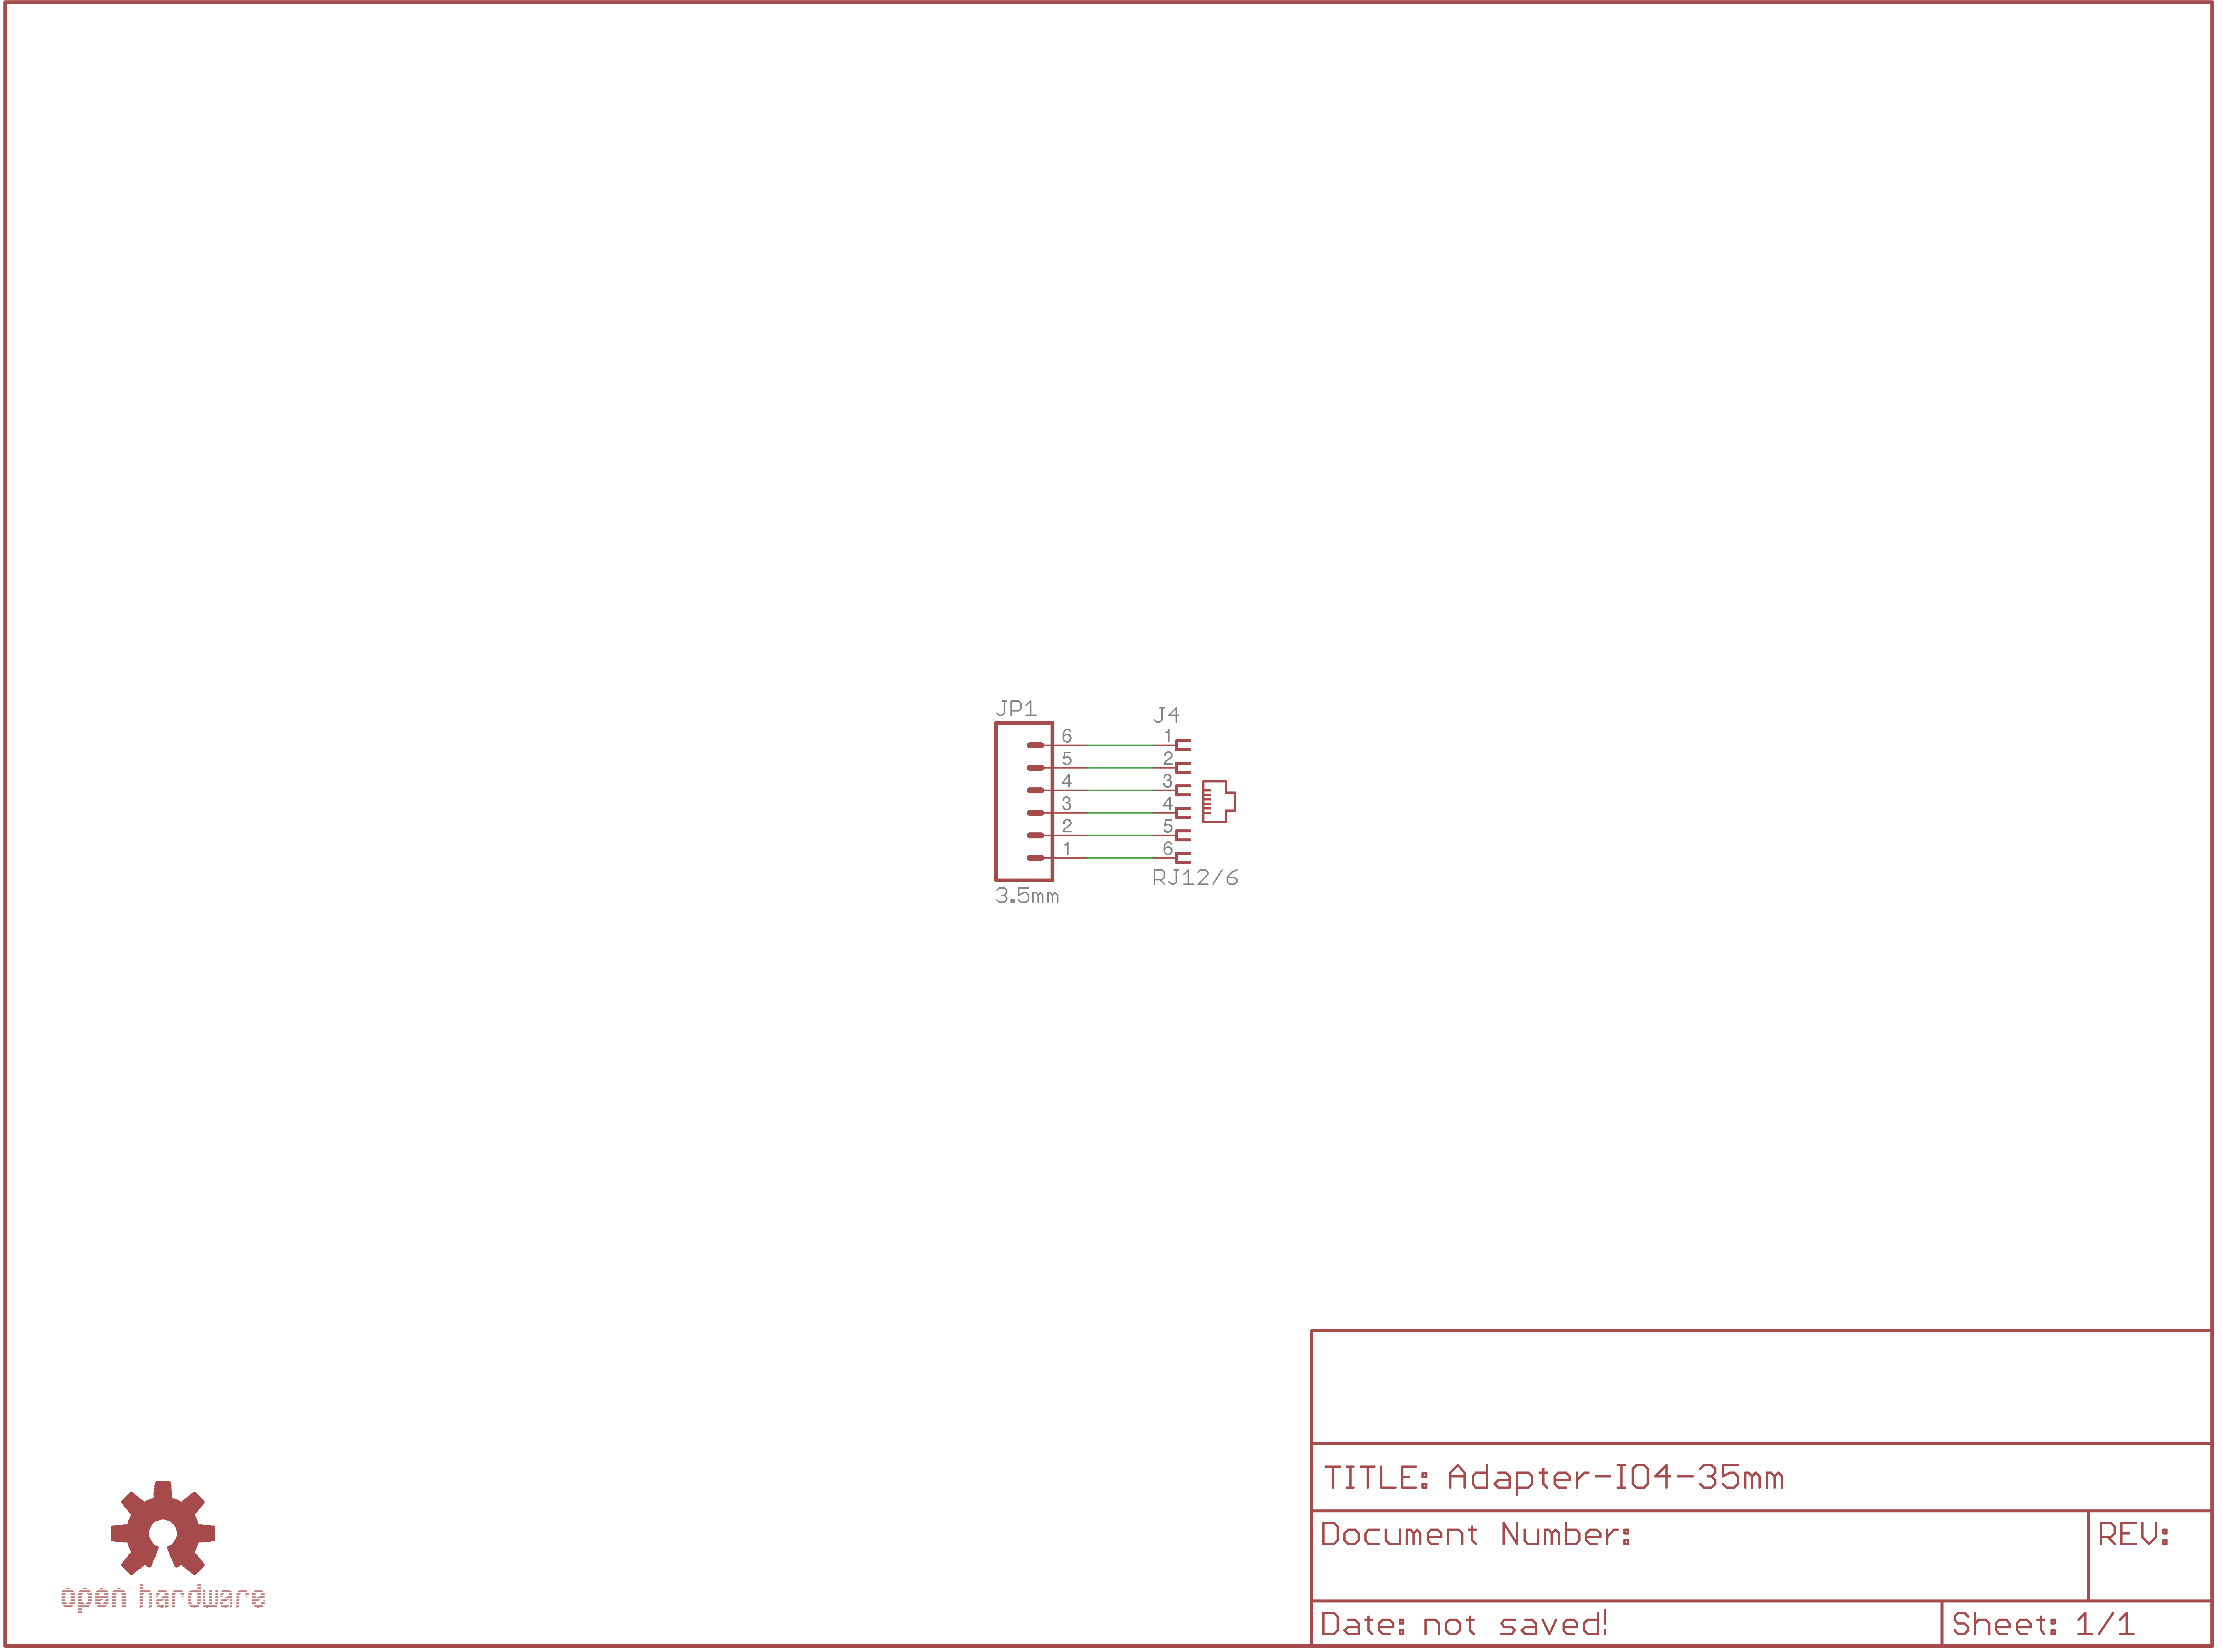 JP1
J4
6
5
4
3
2
1
1
2
3
4
5
6
3.5mm
RJ12/6
TITLE: Adapter-IO4-35mm
Document Number:
REV:
Date: not saved!
Sheet: 1/1
open hardware